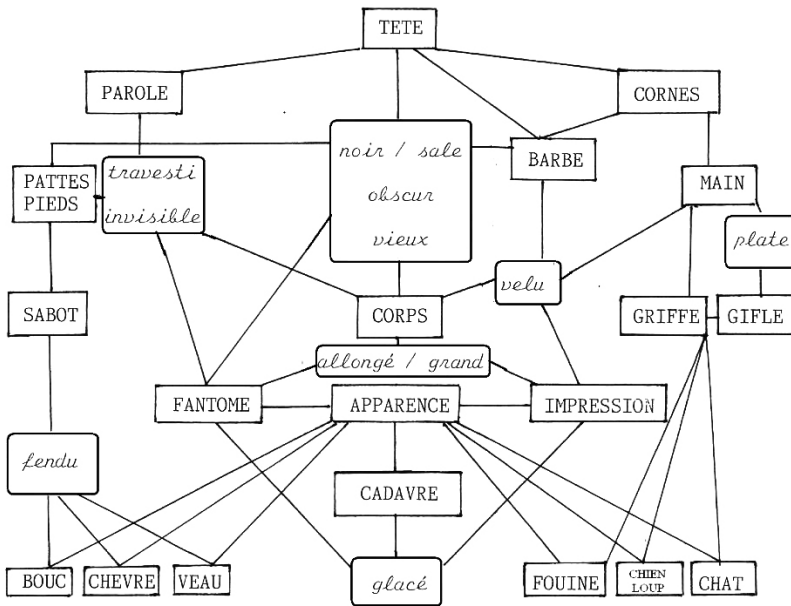 TETE
PAROLE
CORNES
noir / sale
obscur
vieux
BARBE
PATTES
PIEDS
travesti
invisible
MAIN
plate
velu
SABOT
CORPS
GRIFFE
GIFLE
allongé / grand
FANTOME
APPARENCE
IMPRESSION
fendu
CADAVRE
BOUC
CHEVRE
VEAU
glacé
FOUINE
CHIEN
LOUP
CHAT